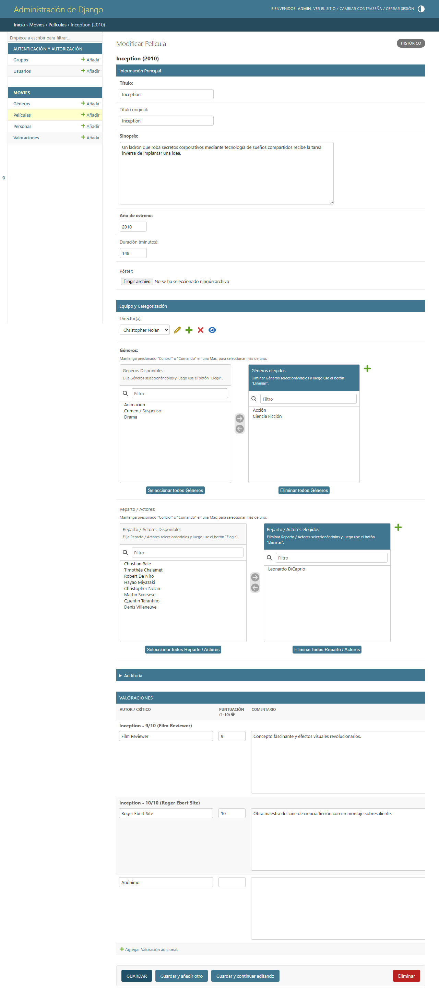 Administración de Django
BIENVENIDOS, ADMIN. VER EL SITIO / CAMBIAR CONTRASEÑA / CERRAR SESIÓN
Inicio › Movies › Películas › Inception (2010)
Empiece a escribir para filtrar...
AUTENTICACIÓN Y AUTORIZACIÓN
Grupos Añadir
Usuarios Añadir
MOVIES
Géneros Añadir
Películas Añadir
Personas Añadir
Valoraciones Añadir
«
Modificar Película
HISTÓRICO
Inception (2010)
Información Principal
Título:
Inception
Título original:
Inception
Sinopsis:
Un ladrón que roba secretos corporativos mediante tecnología de sueños compartidos recibe la tarea
inversa de implantar una idea.
Año de estreno:
2010
Duración (minutos):
148
Póster:
Elegir archivo No se ha seleccionado ningún archivo
Equipo y Categorización
Director(a):
Christopher Nolan
Géneros:
Mantenga presionado "Control" o "Comando" en una Mac, para seleccionar más de uno.
Géneros Disponibles
Elija Géneros seleccionándolos y luego use el botón "Elegir".
Filtro
Animación
Crimen / Suspenso
Drama
Seleccionar todos Géneros
Géneros elegidos
Eliminar Géneros seleccionándolos y luego use el botón
"Eliminar".
Filtro
Acción
Ciencia Ficción
Eliminar todos Géneros
Reparto / Actores:
Mantenga presionado "Control" o "Comando" en una Mac, para seleccionar más de uno.
Reparto / Actores Disponibles
Elija Reparto / Actores seleccionándolos y luego use el botón "Elegir".
Filtro
Christian Bale
Timothée Chalamet
Robert De Niro
Hayao Miyazaki
Christopher Nolan
Martin Scorsese
Quentin Tarantino
Denis Villeneuve
Seleccionar todos Reparto / Actores
Reparto / Actores elegidos
Eliminar Reparto / Actores seleccionándolos y luego use el botón
"Eliminar".
Filtro
Leonardo DiCaprio
Eliminar todos Reparto / Actores
Auditoría
VALORACIONES
AUTOR / CRÍTICO PUNTUACIÓN COMENTARIO
(1-10) ?
Inception - 9/10 (Film Reviewer)
Film Reviewer 9 Concepto fascinante y efectos visuales revolucionarios.
Inception - 10/10 (Roger Ebert Site)
Roger Ebert Site 10 Obra maestra del cine de ciencia ficción con un montaje sobresaliente.
Anónimo
Agregar Valoración adicional.
GUARDAR Guardar y añadir otro Guardar y continuar editando Eliminar